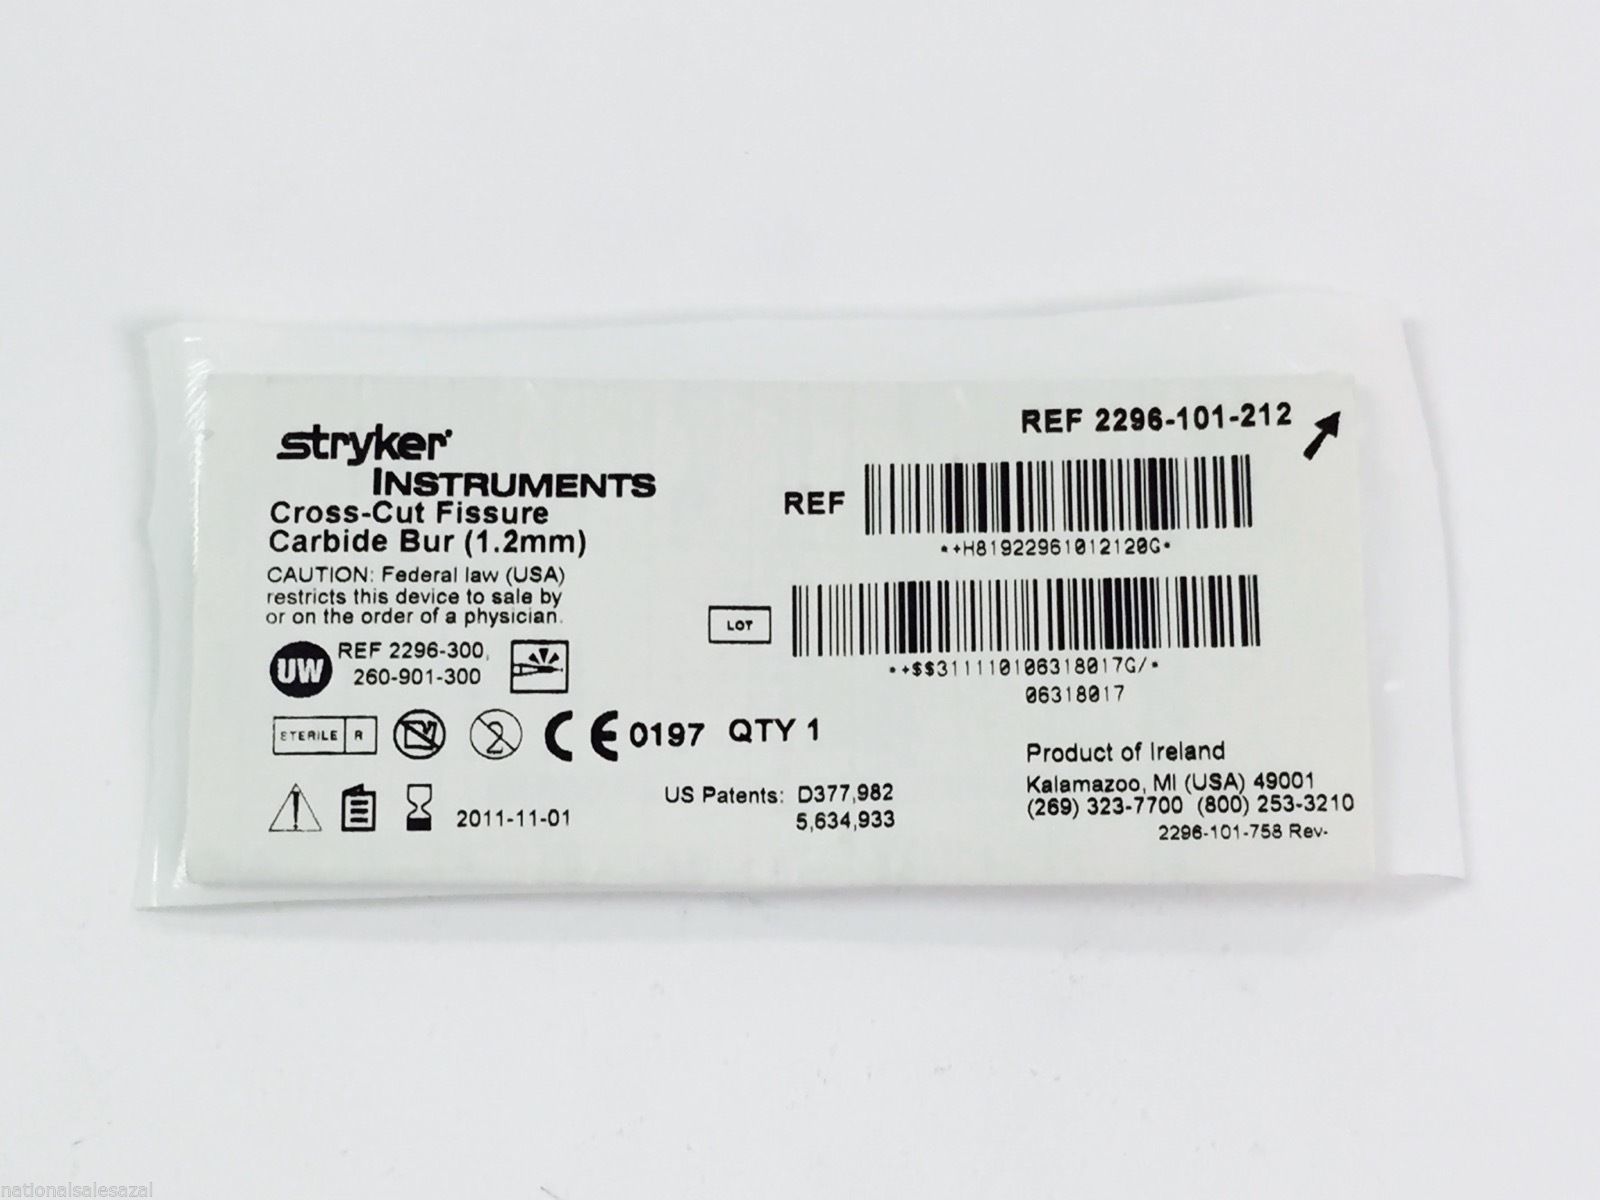 stryker
INSTRUMENTS
Cross-Cut Fissure
Carbide Bur (1.2mm)
CAUTION: Federal law (USA)
restricts this device to sale by
or on the order of a physician.
UW REF 2296-300,
260-901-300
STERILE R
2
CE 0197 QTY 1
2011-11-01
US Patents: D377,982
5,634,933
REF 2296-101-212
REF
*+H81922961012120G*
LOT
*+$$311110106318017G/*
06318017
Product of Ireland
Kalamazoo, MI (USA) 49001
(269) 323-7700 (800) 253-3210
2296-101-758 Rev-
nationalsalesazal